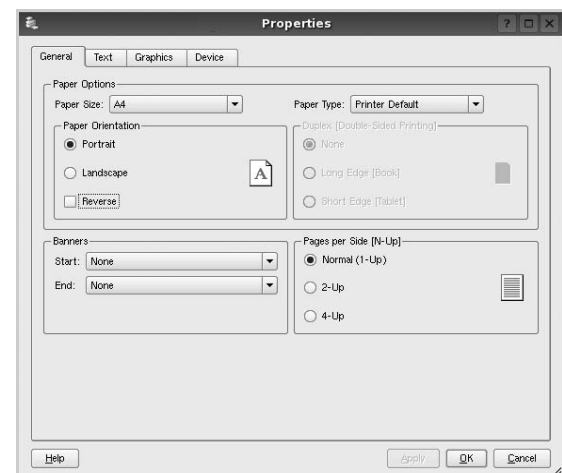 Properties
General Text Graphics Device
Paper Options
Paper Size: A4
Paper Type: Printer Default
Paper Orientation
Portrait
Landscape
Reverse
A
Duplex [Double-Sided Printing]
None
Long Edge [Book]
Short Edge [Tablet]
Banners
Start: None
End: None
Pages per Side [N-Up]
Normal (1-Up)
2-Up
4-Up
Help Apply OK Cancel